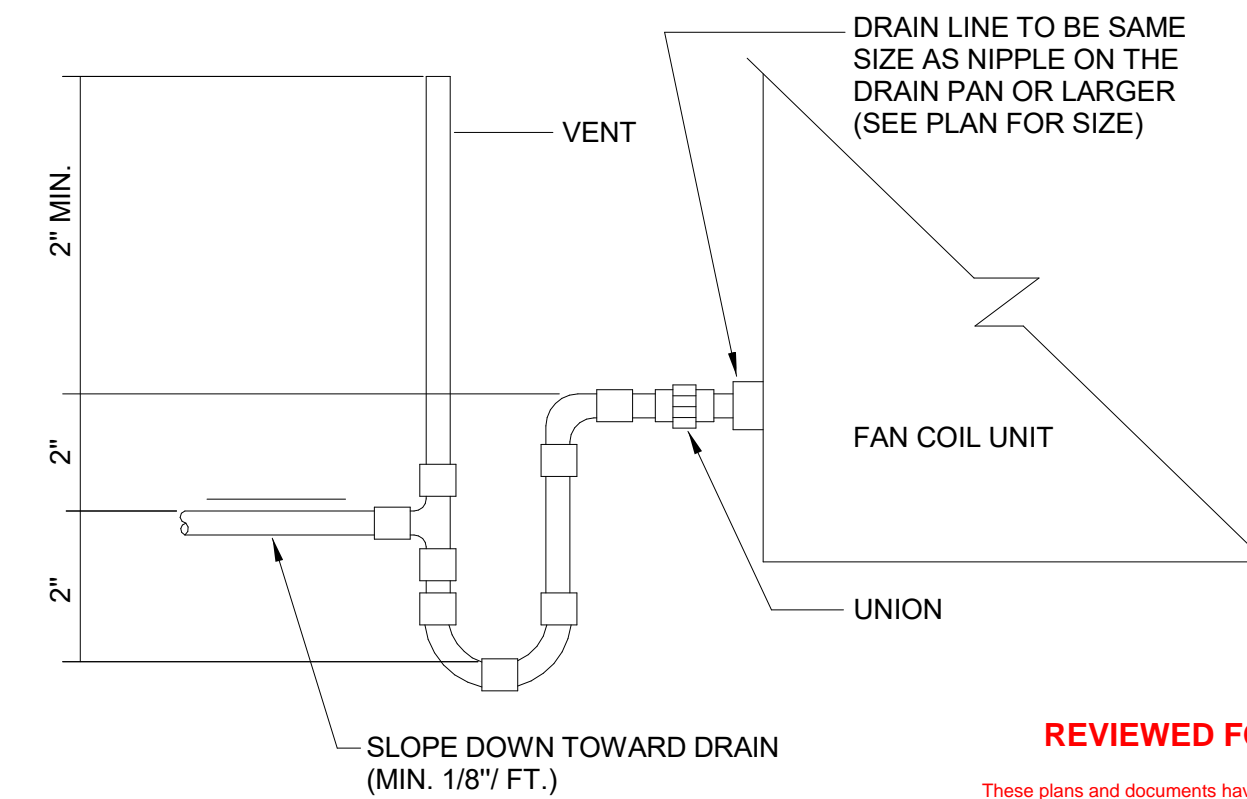 DRAIN LINE TO BE SAME
SIZE AS NIPPLE ON THE
DRAIN PAN OR LARGER
(SEE PLAN FOR SIZE)
VENT
2" MIN.
2"
FAN COIL UNIT
2"
UNION
SLOPE DOWN TOWARD DRAIN
(MIN. 1/8"/ FT.)
REVIEWED
These plans and documents